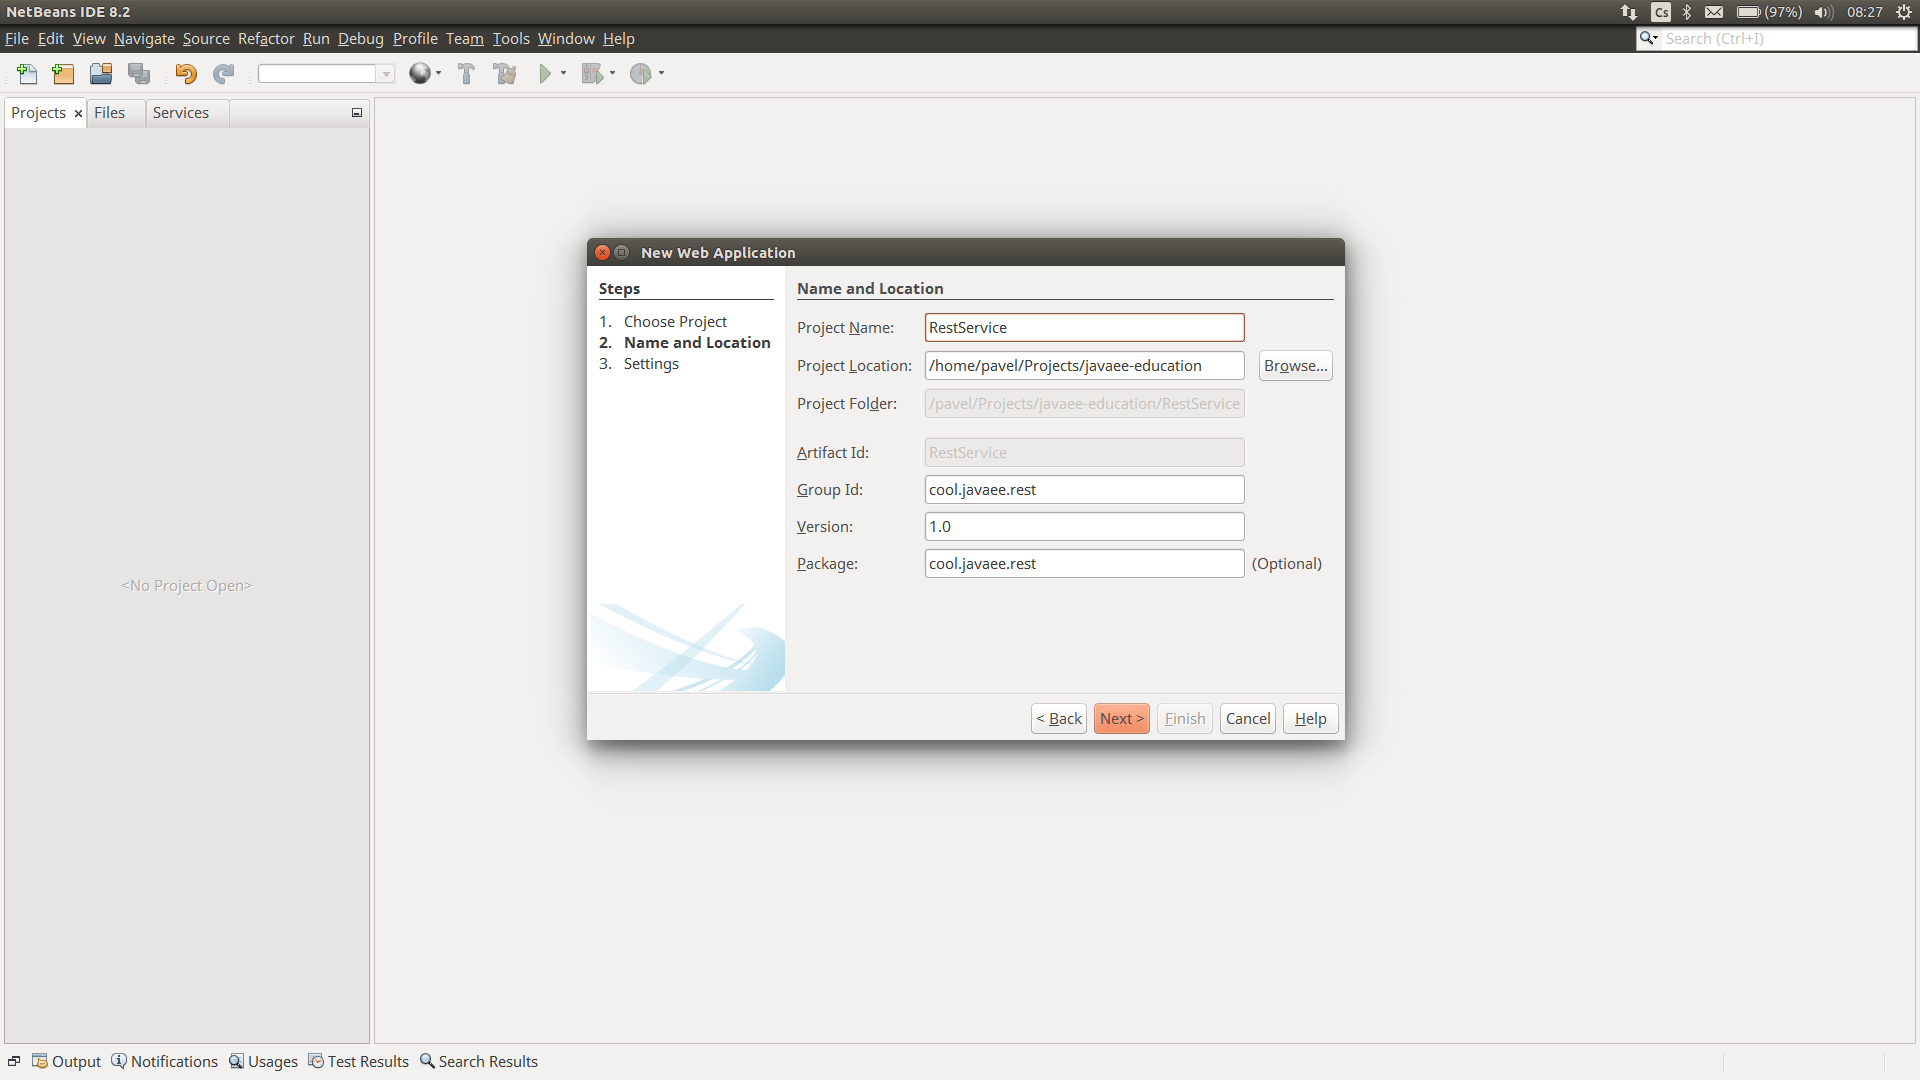 NetBeans IDE 8.2
Cs (97%) 08:27
File Edit View Navigate Source Refactor Run Debug Profile Team Tools Window Help
Search (Ctrl+I)
Projects Files Services
<No Project Open>
New Web Application
Steps
1. Choose Project
2. Name and Location
3. Settings
Name and Location
Project Name: RestService
Project Location: /home/pavel/Projects/javaee-education Browse...
Project Folder: /pavel/Projects/javaee-education/RestService
Artifact Id: RestService
Group Id: cool.javaee.rest
Version: 1.0
Package: cool.javaee.rest (Optional)
< Back Next > Finish Cancel Help
Output Notifications Usages Test Results Search Results